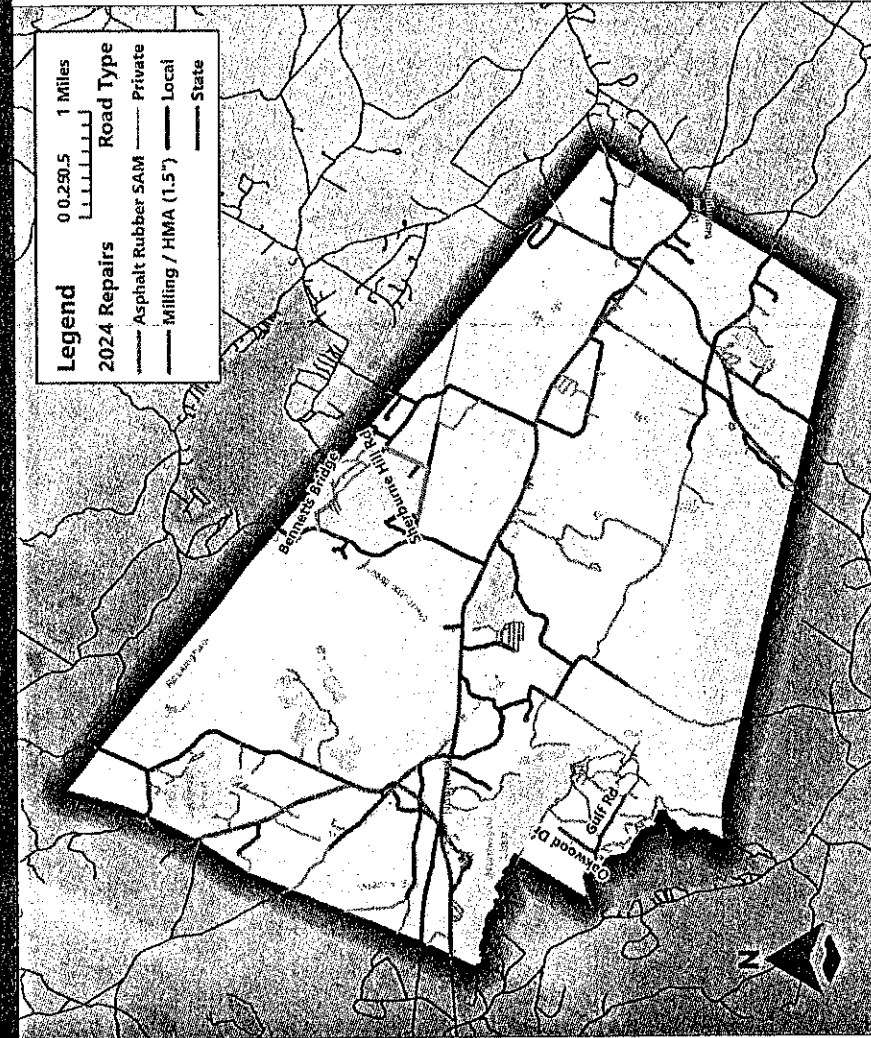 Legend
0 0.250.5 1 Miles
2024 Repairs
Road Type
Asphalt Rubber SAM
Private
Milling / HMA (1.5")
Local
State
Bennetts Bridge
Shelburne Hill Rd
Gulf Rd
Oakwood Dr
N